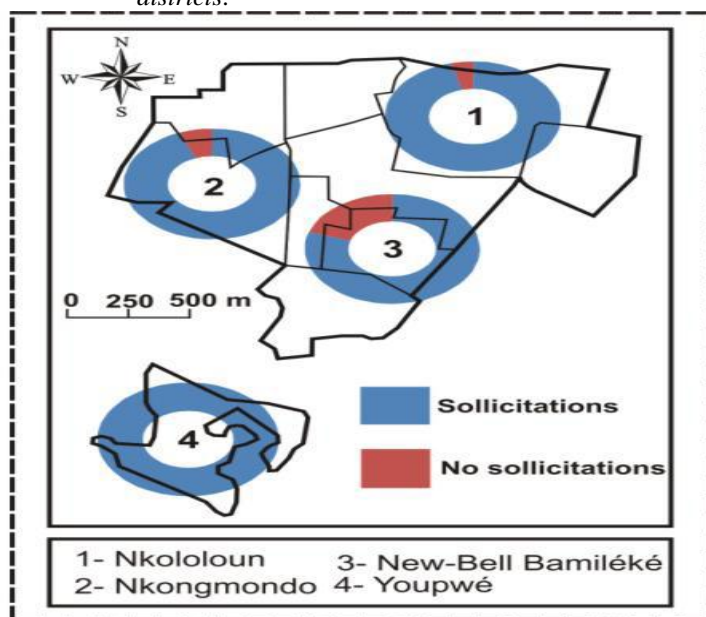 districts.
N
W E
S
1
2
3
0 250 500 m
4
Sollicitations
No sollicitations
1- Nkololoun 3- New-Bell Bamiléké
2- Nkongmondo 4- Youpwé